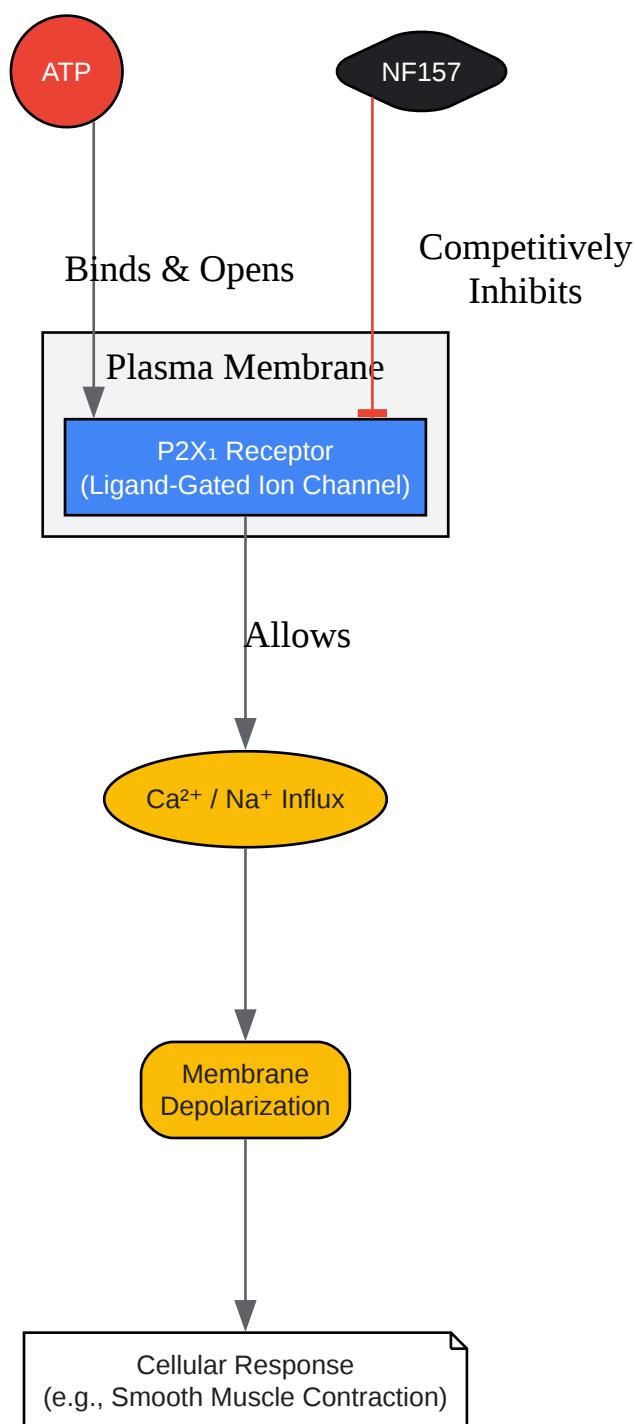 ATP
NF157
Binds & Opens
Competitively
Inhibits
Plasma Membrane
P2X₁ Receptor
(Ligand-Gated Ion Channel)
Allows
Ca²⁺ / Na⁺ Influx
Membrane
Depolarization
Cellular Response
(e.g., Smooth Muscle Contraction)